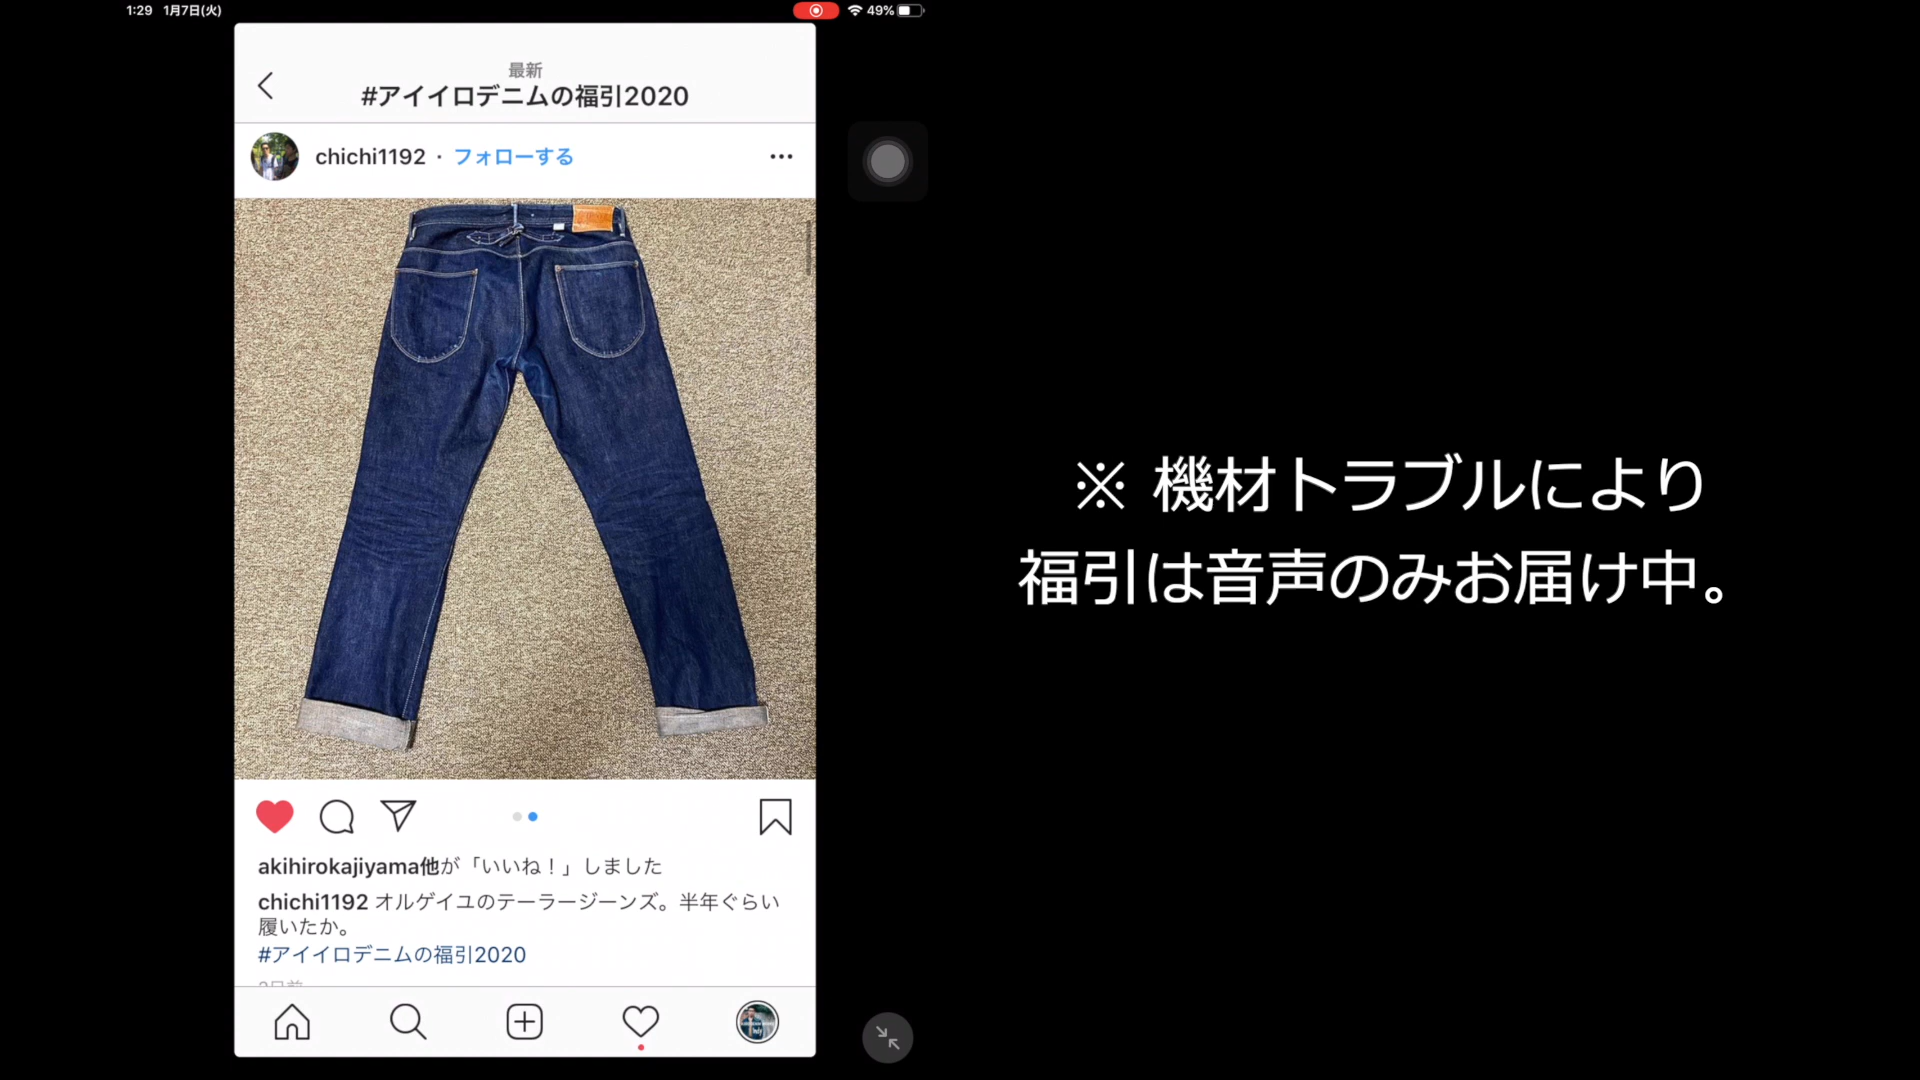 1:29 1月7日(火)
49%
最新
#アイイロデニムの福引2020
chichi1192 · フォローする
akihirokajiyama他が「いいね！」しました
chichi1192 オルゲイユのテーラージーンズ。半年ぐらい
履いたか。
#アイイロデニムの福引2020
※ 機材トラブルにより
福引は音声のみお届け中。